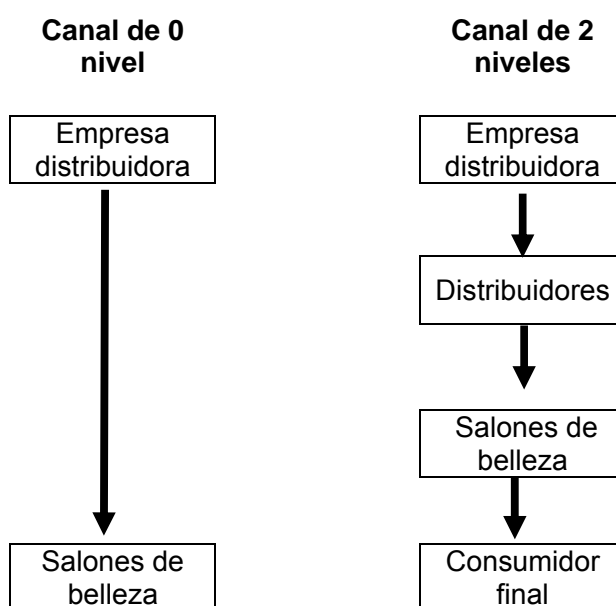 Canal de 0
nivel
Empresa
distribuidora
Salones de
belleza
Canal de 2
niveles
Empresa
distribuidora
Distribuidores
Salones de
belleza
Consumidor
final